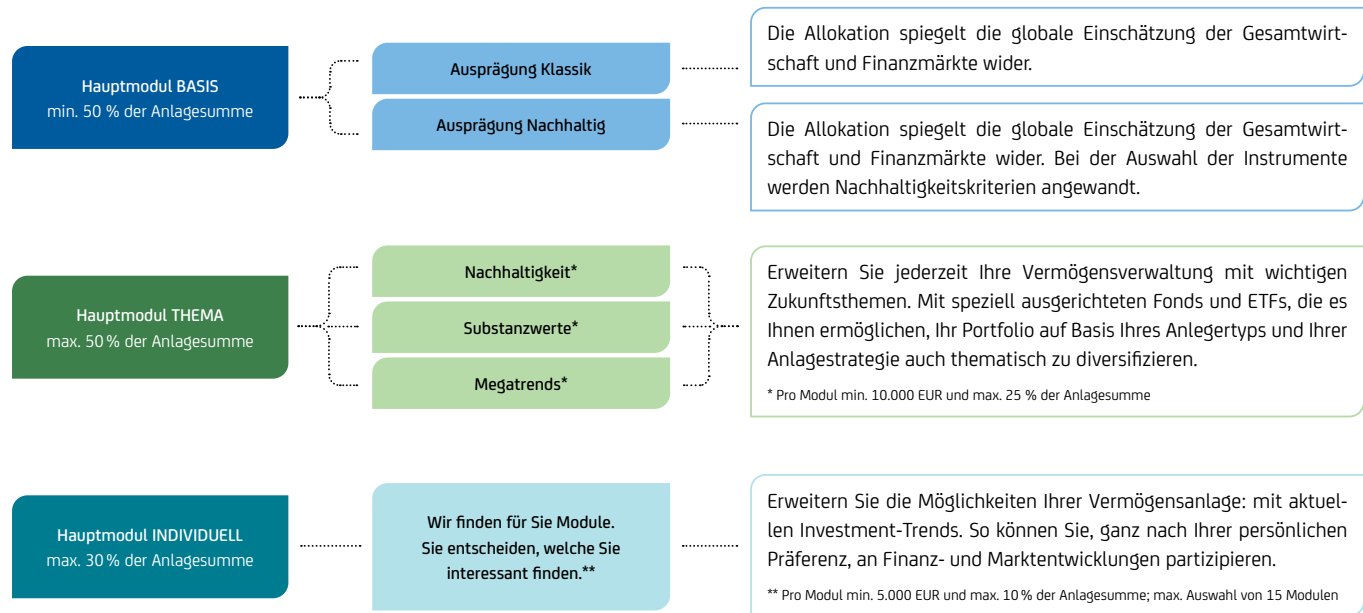 Hauptmodul BASIS
min. 50 % der Anlagesumme
Ausprägung Klassik
Ausprägung Nachhaltig
Die Allokation spiegelt die globale Einschätzung der Gesamtwirt-
schaft und Finanzmärkte wider.
Die Allokation spiegelt die globale Einschätzung der Gesamtwirt-
schaft und Finanzmärkte wider. Bei der Auswahl der Instrumente
werden Nachhaltigkeitskriterien angewandt.
Hauptmodul THEMA
max. 50 % der Anlagesumme
Nachhaltigkeit*
Substanzwerte*
Megatrends*
Erweitern Sie jederzeit Ihre Vermögensverwaltung mit wichtigen
Zukunftsthemen. Mit speziell ausgerichteten Fonds und ETFs, die es
Ihnen ermöglichen, Ihr Portfolio auf Basis Ihres Anlegertyps und Ihrer
Anlagestrategie auch thematisch zu diversifizieren.
* Pro Modul min. 10.000 EUR und max. 25 % der Anlagesumme
Hauptmodul INDIVIDUELL
max. 30 % der Anlagesumme
Wir finden für Sie Module.
Sie entscheiden, welche Sie
interessant finden.**
Erweitern Sie die Möglichkeiten Ihrer Vermögensanlage: mit aktuel-
len Investment-Trends. So können Sie, ganz nach Ihrer persönlichen
Präferenz, an Finanz- und Marktentwicklungen partizipieren.
** Pro Modul min. 5.000 EUR und max. 10 % der Anlagesumme; max. Auswahl von 15 Modulen